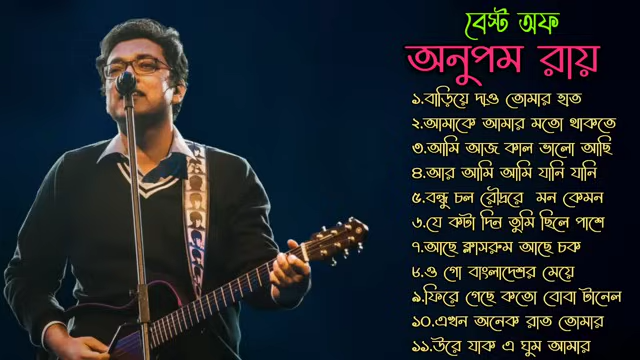 বেস্ট অফ
অনুপম রায়
১.বাড়িয়ে দাও তোমার হাত
২.আমাকে আমার মতো থাকতে
৩.আমি আজ কাল ভালো আছি
৪.আর আমি আমি যানি যানি
৫.বন্ধু চল রৌদ্ররে মন কেমন
৬.যে কটা দিন তুমি ছিলে পাশে
৭.আছে ক্লাসরুম আছে চক
৮.ও গো বাংলাদেশর মেয়ে
৯.ফিরে গেছে কতো বোবা টানেল
১০.এখন অনেক রাত তোমার
১১.উরে যাক এ ঘুম আমার